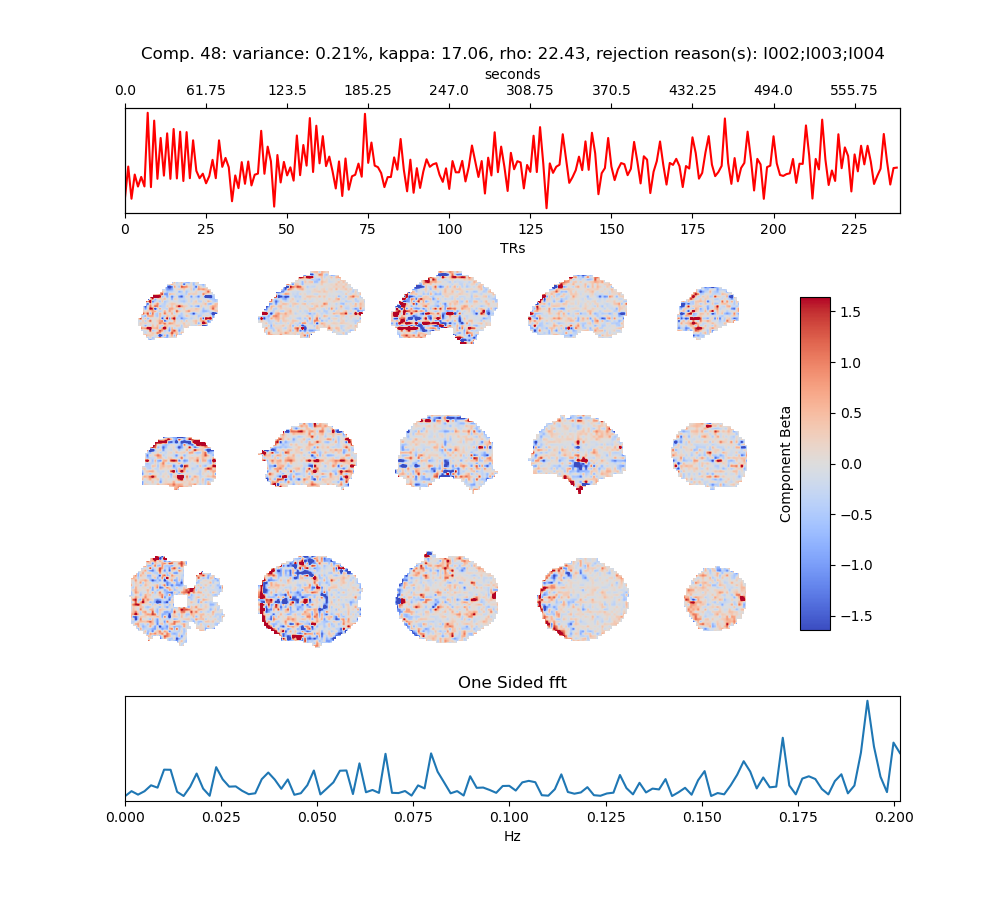 Comp. 48: variance: 0.21%, kappa: 17.06, rho: 22.43, rejection reason(s): I002;I003;I004
seconds
0.0 61.75 123.5 185.25 247.0 308.75 370.5 432.25 494.0 555.75
0 25 50 75 100 125 150 175 200 225
TRs
Component Beta
1.5
1.0
0.5
0.0
−0.5
−1.0
−1.5
One Sided fft
0.000 0.025 0.050 0.075 0.100 0.125 0.150 0.175 0.200
Hz